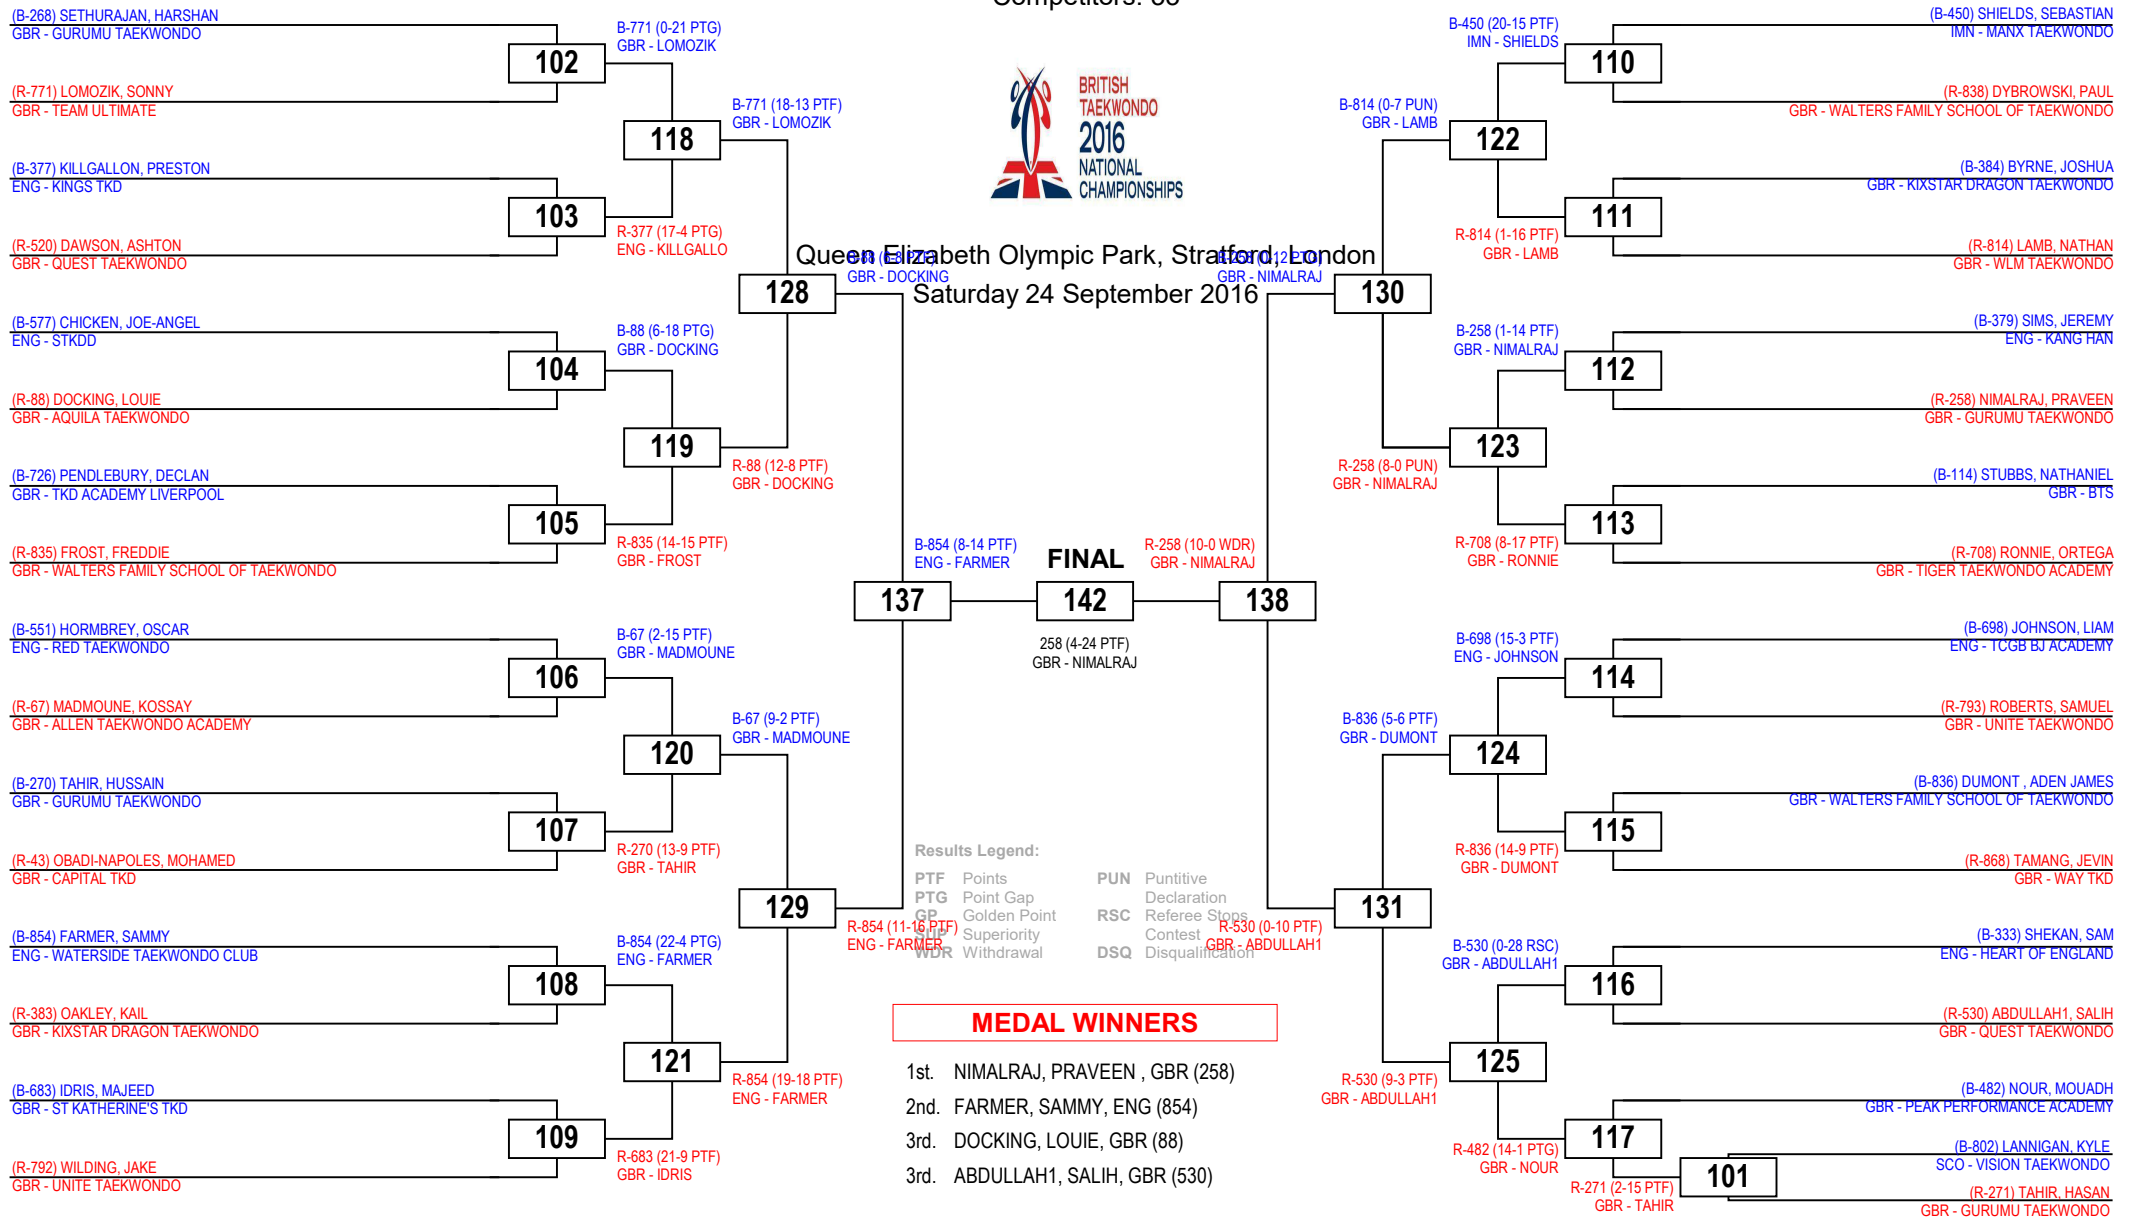 (B-268) SETHURAJAN, HARSHAN
GBR - GURUMU TAEKWONDO
102
(R-771) LOMOZIK, SONNY
GBR - TEAM ULTIMATE
B-771 (0-21 PTG)
GBR - LOMOZIK
118
B-771 (18-13 PTF)
GBR - LOMOZIK
(B-377) KILLGALLON, PRESTON
ENG - KINGS TKD
103
(R-520) DAWSON, ASHTON
GBR - QUEST TAEKWONDO
R-377 (17-4 PTG)
ENG - KILLGALLO
128
B-88 (6-8 PTF)
GBR - DOCKING
(B-577) CHICKEN, JOE-ANGEL
ENG - STKDD
104
(R-88) DOCKING, LOUIE
GBR - AQUILA TAEKWONDO
B-88 (6-18 PTG)
GBR - DOCKING
119
R-88 (12-8 PTF)
GBR - DOCKING
(B-726) PENDLEBURY, DECLAN
GBR - TKD ACADEMY LIVERPOOL
105
(R-835) FROST, FREDDIE
GBR - WALTERS FAMILY SCHOOL OF TAEKWONDO
R-835 (14-15 PTF)
GBR - FROST
137
B-854 (8-14 PTF)
ENG - FARMER
(B-551) HORMBREY, OSCAR
ENG - RED TAEKWONDO
106
(R-67) MADMOUNE, KOSSAY
GBR - ALLEN TAEKWONDO ACADEMY
B-67 (2-15 PTF)
GBR - MADMOUNE
120
B-67 (9-2 PTF)
GBR - MADMOUNE
(B-270) TAHIR, HUSSAIN
GBR - GURUMU TAEKWONDO
107
(R-43) OBADI-NAPOLES, MOHAMED
GBR - CAPITAL TKD
R-270 (13-9 PTF)
GBR - TAHIR
129
R-854 (11-16 PTF)
ENG - FARMER
(B-854) FARMER, SAMMY
ENG - WATERSIDE TAEKWONDO CLUB
108
(R-383) OAKLEY, KAIL
GBR - KIXSTAR DRAGON TAEKWONDO
B-854 (22-4 PTG)
ENG - FARMER
121
R-854 (19-18 PTF)
ENG - FARMER
(B-683) IDRIS, MAJEED
GBR - ST KATHERINE'S TKD
109
(R-792) WILDING, JAKE
GBR - UNITE TAEKWONDO
R-683 (21-9 PTF)
GBR - IDRIS
BRITISH
TAEKWONDO
2016
NATIONAL
CHAMPIONSHIPS
Queen Elizabeth Olympic Park, Stratford, London
Saturday 24 September 2016
FINAL
142
258 (4-24 PTF)
GBR - NIMALRAJ
Results Legend:
PTF Points
PTG Point Gap
GP Golden Point
SUP Superiority
WDR Withdrawal
PUN Puntitive
Declaration
RSC Referee Stops
Contest
DSQ Disqualification
MEDAL WINNERS
1st. NIMALRAJ, PRAVEEN , GBR (258)
2nd. FARMER, SAMMY, ENG (854)
3rd. DOCKING, LOUIE, GBR (88)
3rd. ABDULLAH1, SALIH, GBR (530)
R-258 (10-0 WDR)
GBR - NIMALRAJ
138
B-258 (0-12 PTG)
GBR - NIMALRAJ
130
B-814 (0-7 PUN)
GBR - LAMB
122
B-450 (20-15 PTF)
IMN - SHIELDS
110
(B-450) SHIELDS, SEBASTIAN
IMN - MANX TAEKWONDO
(R-838) DYBROWSKI, PAUL
GBR - WALTERS FAMILY SCHOOL OF TAEKWONDO
R-814 (1-16 PTF)
GBR - LAMB
111
(B-384) BYRNE, JOSHUA
GBR - KIXSTAR DRAGON TAEKWONDO
(R-814) LAMB, NATHAN
GBR - WLM TAEKWONDO
R-258 (8-0 PUN)
GBR - NIMALRAJ
123
B-258 (1-14 PTF)
GBR - NIMALRAJ
112
(B-379) SIMS, JEREMY
ENG - KANG HAN
(R-258) NIMALRAJ, PRAVEEN
GBR - GURUMU TAEKWONDO
R-708 (8-17 PTF)
GBR - RONNIE
113
(B-114) STUBBS, NATHANIEL
GBR - BTS
(R-708) RONNIE, ORTEGA
GBR - TIGER TAEKWONDO ACADEMY
R-530 (0-10 PTF)
GBR - ABDULLAH1
131
B-836 (5-6 PTF)
GBR - DUMONT
124
B-698 (15-3 PTF)
ENG - JOHNSON
114
(B-698) JOHNSON, LIAM
ENG - TCGB BJ ACADEMY
(R-793) ROBERTS, SAMUEL
GBR - UNITE TAEKWONDO
R-836 (14-9 PTF)
GBR - DUMONT
115
(B-836) DUMONT , ADEN JAMES
GBR - WALTERS FAMILY SCHOOL OF TAEKWONDO
(R-868) TAMANG, JEVIN
GBR - WAY TKD
R-530 (9-3 PTF)
GBR - ABDULLAH1
125
B-530 (0-28 RSC)
GBR - ABDULLAH1
116
(B-333) SHEKAN, SAM
ENG - HEART OF ENGLAND
(R-530) ABDULLAH1, SALIH
GBR - QUEST TAEKWONDO
R-482 (14-1 PTG)
GBR - NOUR
117
(B-482) NOUR, MOUADH
GBR - PEAK PERFORMANCE ACADEMY
R-271 (2-15 PTF)
GBR - TAHIR
101
(B-802) LANNIGAN, KYLE
SCO - VISION TAEKWONDO
(R-271) TAHIR, HASAN
GBR - GURUMU TAEKWONDO